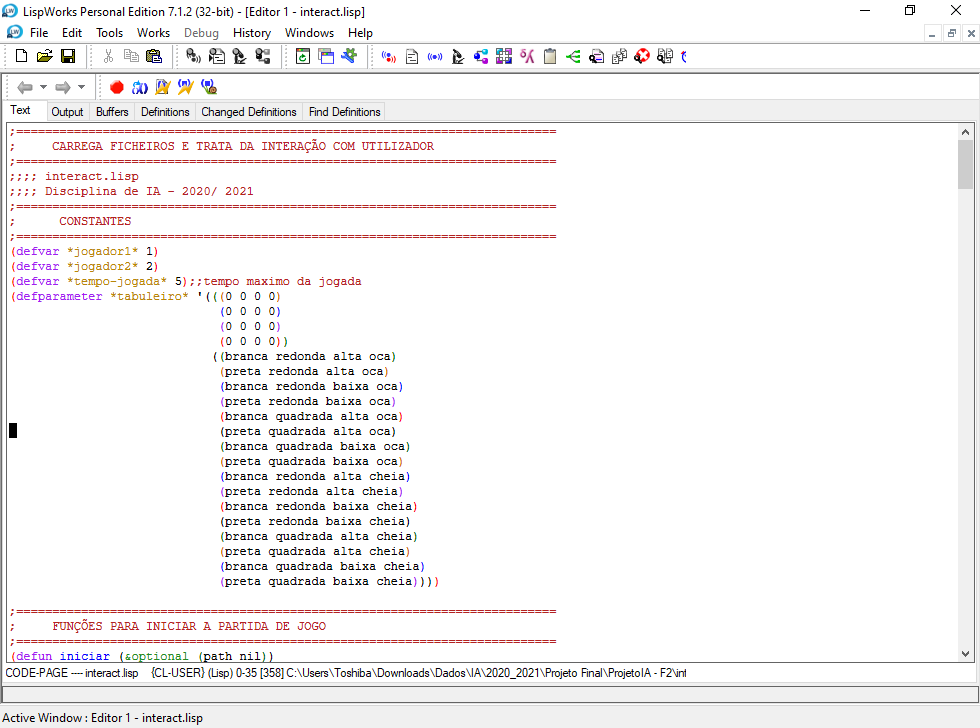 LispWorks Personal Edition 7.1.2 (32-bit) - [Editor 1 - interact.lisp]
File Edit Tools Works Debug History Windows Help
Text Output Buffers Definitions Changed Definitions Find Definitions
;===========================================================================
; CARREGA FICHEIROS E TRATA DA INTERAÇÃO COM UTILIZADOR
;===========================================================================
;;;; interact.lisp
;;;; Disciplina de IA - 2020/ 2021
;===========================================================================
; CONSTANTES
;===========================================================================
(defvar *jogador1* 1)
(defvar *jogador2* 2)
(defvar *tempo-jogada* 5);;tempo maximo da jogada
(defparameter *tabuleiro* '(((0 0 0 0)
(0 0 0 0)
(0 0 0 0)
(0 0 0 0))
((branca redonda alta oca)
(preta redonda alta oca)
(branca redonda baixa oca)
(preta redonda baixa oca)
(branca quadrada alta oca)
(preta quadrada alta oca)
(branca quadrada baixa oca)
(preta quadrada baixa oca)
(branca redonda alta cheia)
(preta redonda alta cheia)
(branca redonda baixa cheia)
(preta redonda baixa cheia)
(branca quadrada alta cheia)
(preta quadrada alta cheia)
(branca quadrada baixa cheia)
(preta quadrada baixa cheia))))
;===========================================================================
; FUNÇÕES PARA INICIAR A PARTIDA DE JOGO
;===========================================================================
(defun iniciar (&optional (path nil))
CODE-PAGE ---- interact.lisp {CL-USER} (Lisp) 0-35 [358] C:\Users\Toshiba\Downloads\Dados\IA\2020_2021\Projeto Final\ProjetoIA - F2\int
Active Window : Editor 1 - interact.lisp